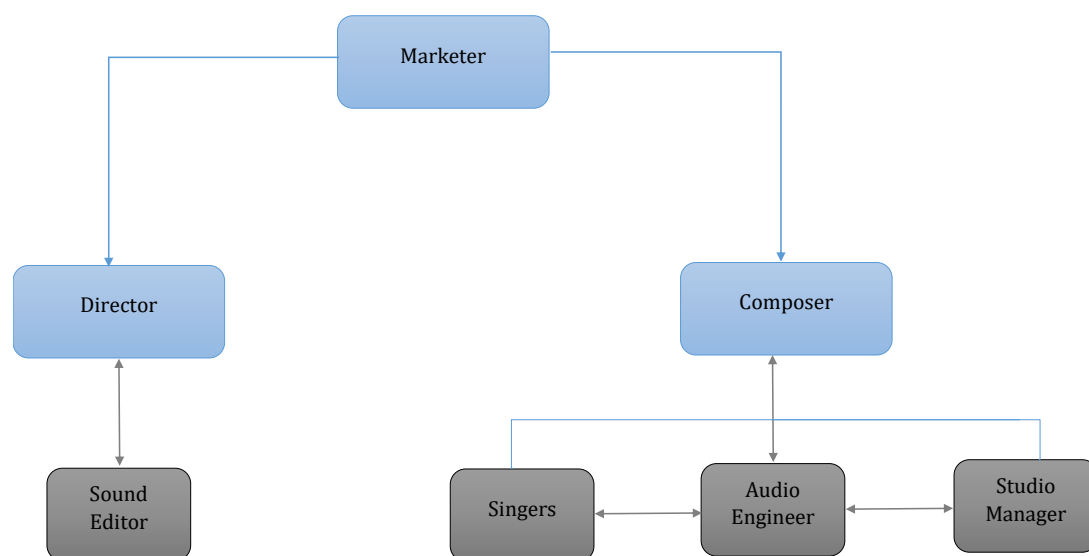 Marketer
Director
Composer
Sound
Editor
Singers
Audio
Engineer
Studio
Manager